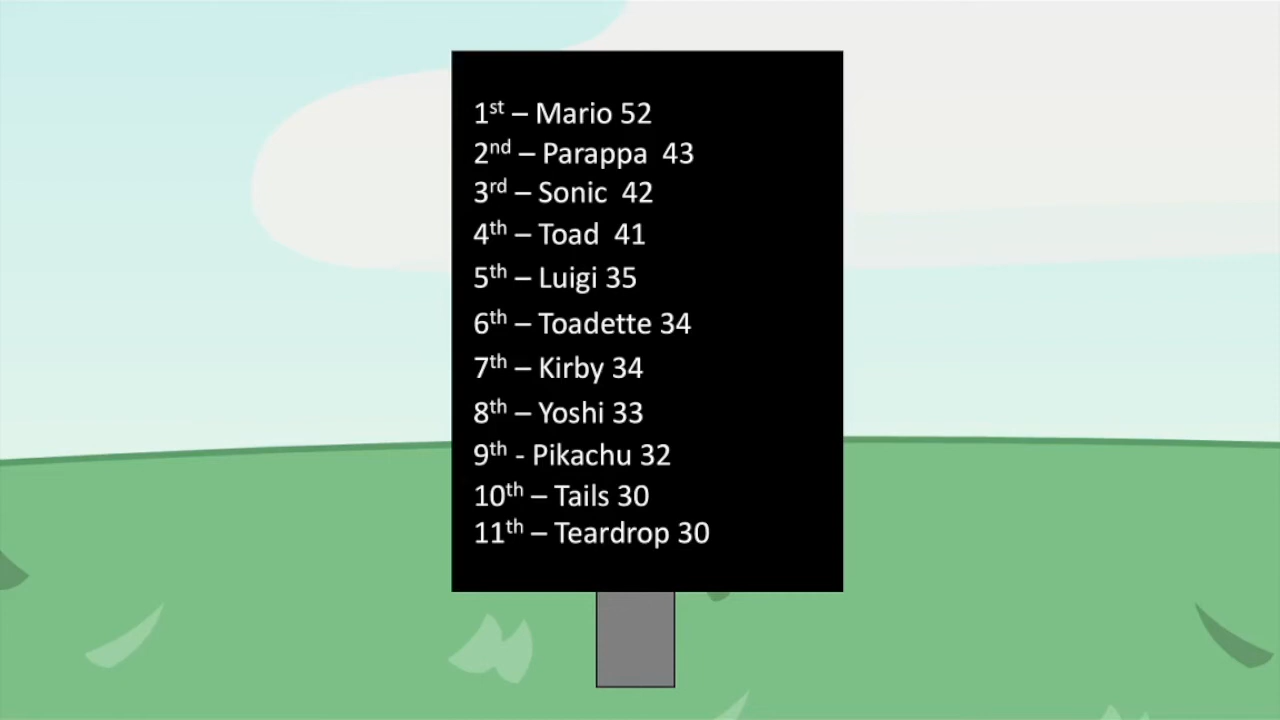 1st – Mario 52
2nd – Parappa  43
3rd – Sonic  42
4th – Toad  41
5th – Luigi 35
6th – Toadette 34
7th – Kirby 34
8th – Yoshi 33
9th - Pikachu 32
10th – Tails 30
11th – Teardrop 30